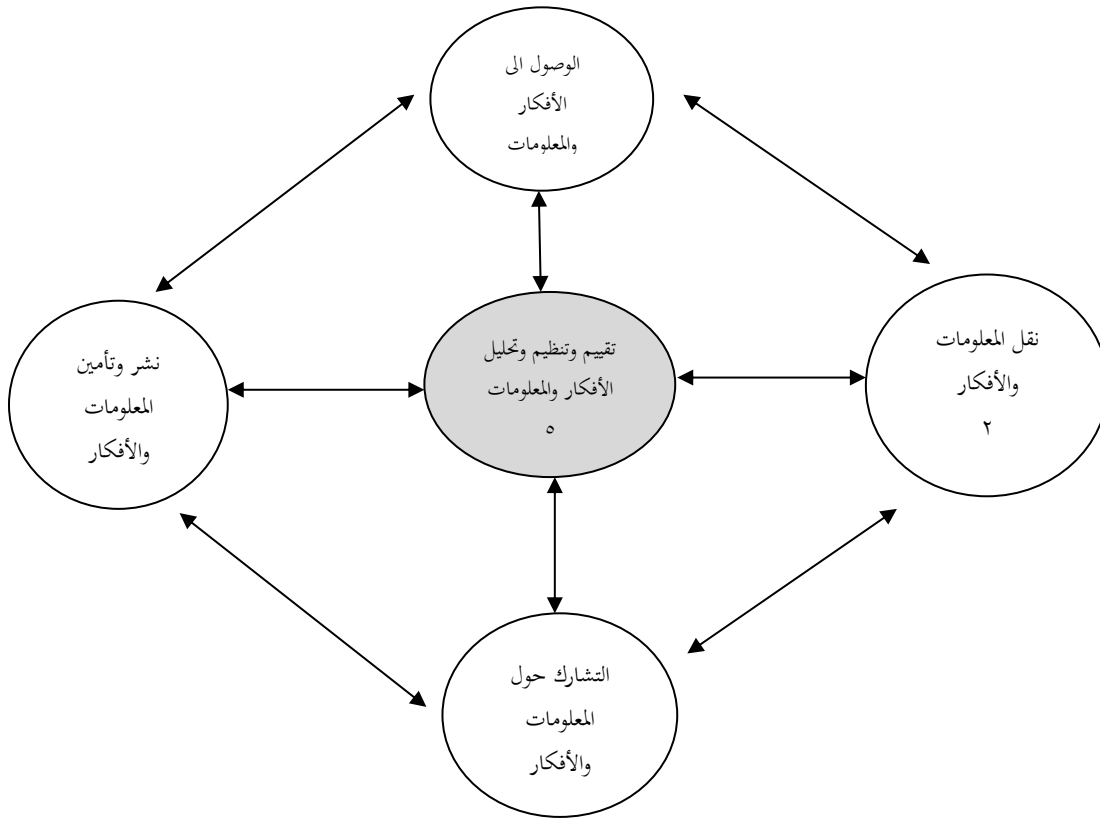 الوصول الى
الأفكار
والمعلومات
نقل المعلومات
والأفكار
٢
تقييم وتنظيم وتحليل
الأفكار والمعلومات
٥
نشر وتأمين
المعلومات
والأفكار
التشارك حول
المعلومات
والأفكار